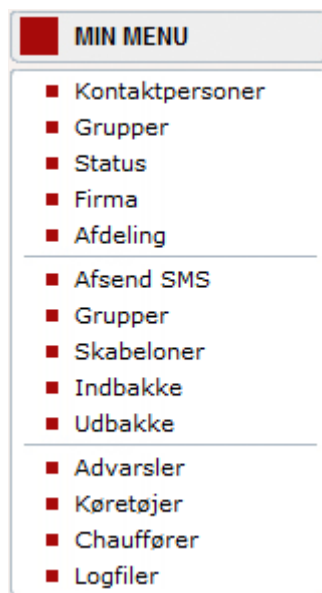 MIN MENU
Kontaktpersoner
Grupper
Status
Firma
Afdeling
Afsend SMS
Grupper
Skabeloner
Indbakke
Udbakke
Advarsler
Køretøjer
Chauffører
Logfiler